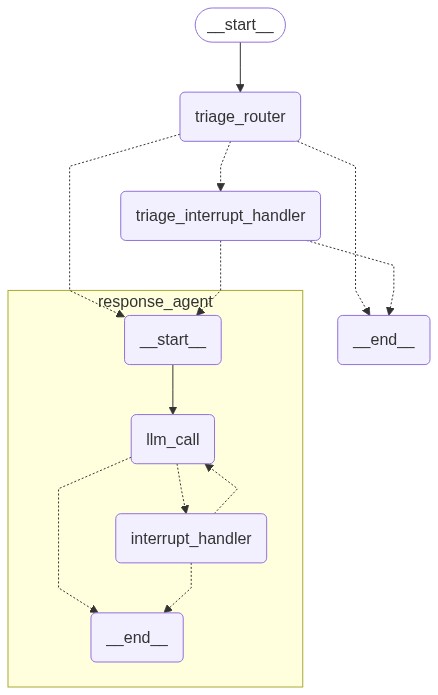 __start__
triage_router
triage_interrupt_handler
response_agent
__start__
__end__
llm_call
interrupt_handler
__end__